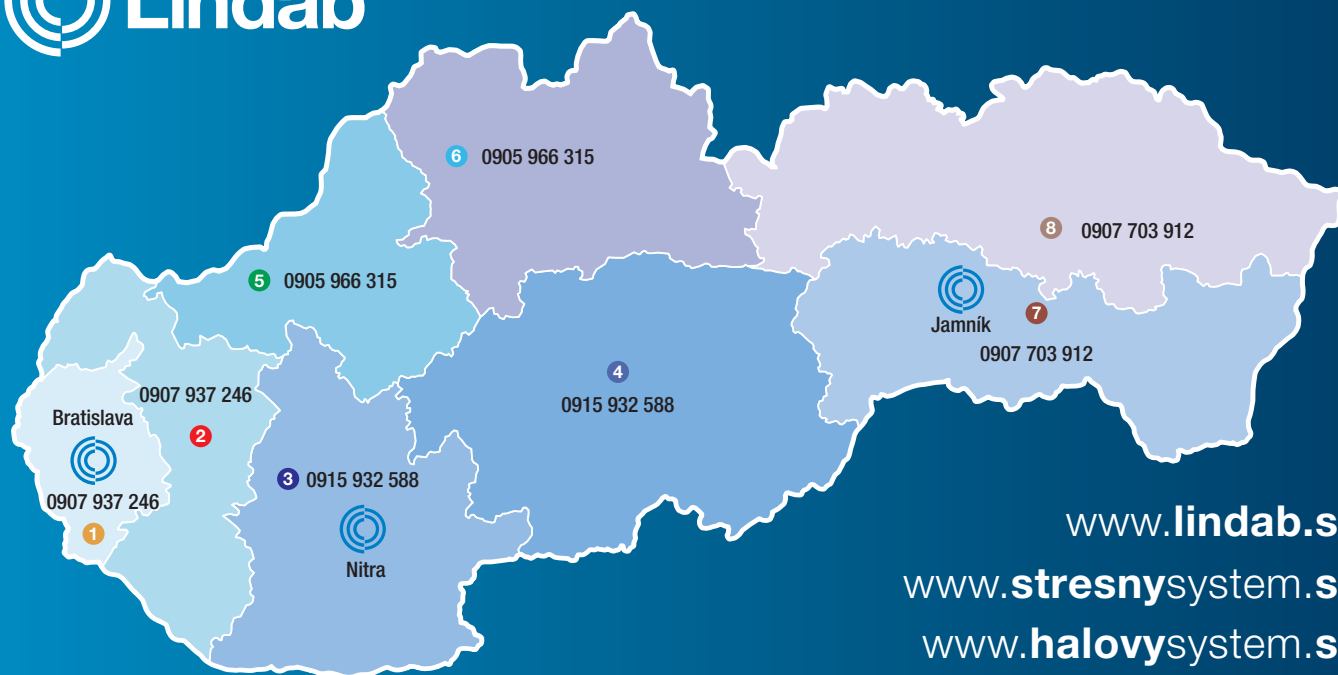 Lindab
6 0905 966 315
8 0907 703 912
5 0905 966 315
Jamník
7
0907 703 912
4
0915 932 588
0907 937 246
2
Bratislava
0907 937 246
1
3 0915 932 588
Nitra
www.lindab.s
www.stresnysystem.s
www.halovysystem.s